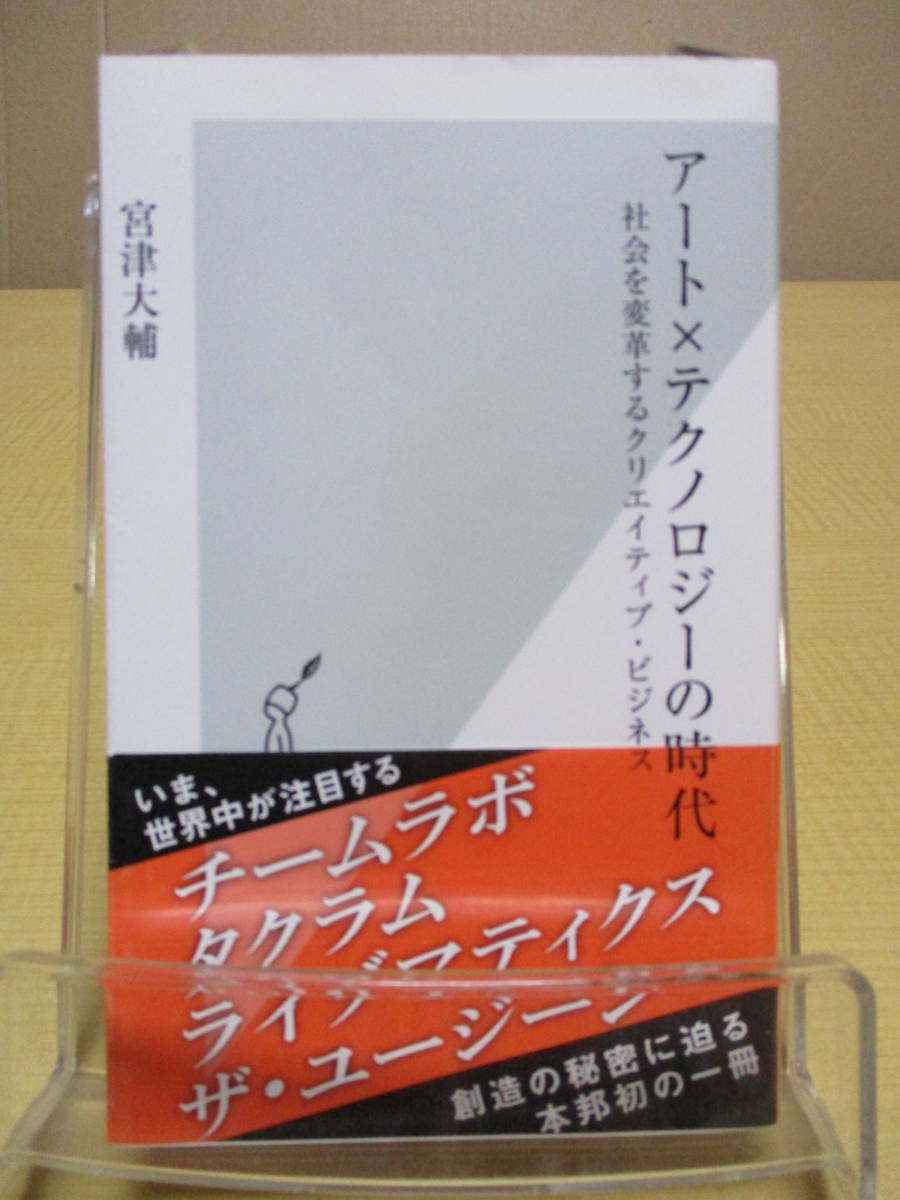 アート×テクノロジーの時代
社会を変革するクリエイティブ・ビジネス
宮津大輔
いま、
世界中が注目する
チームラボ
タクラム
ライゾマティクス
ザ・ユージーン
創造の秘密に迫る
本邦初の一冊